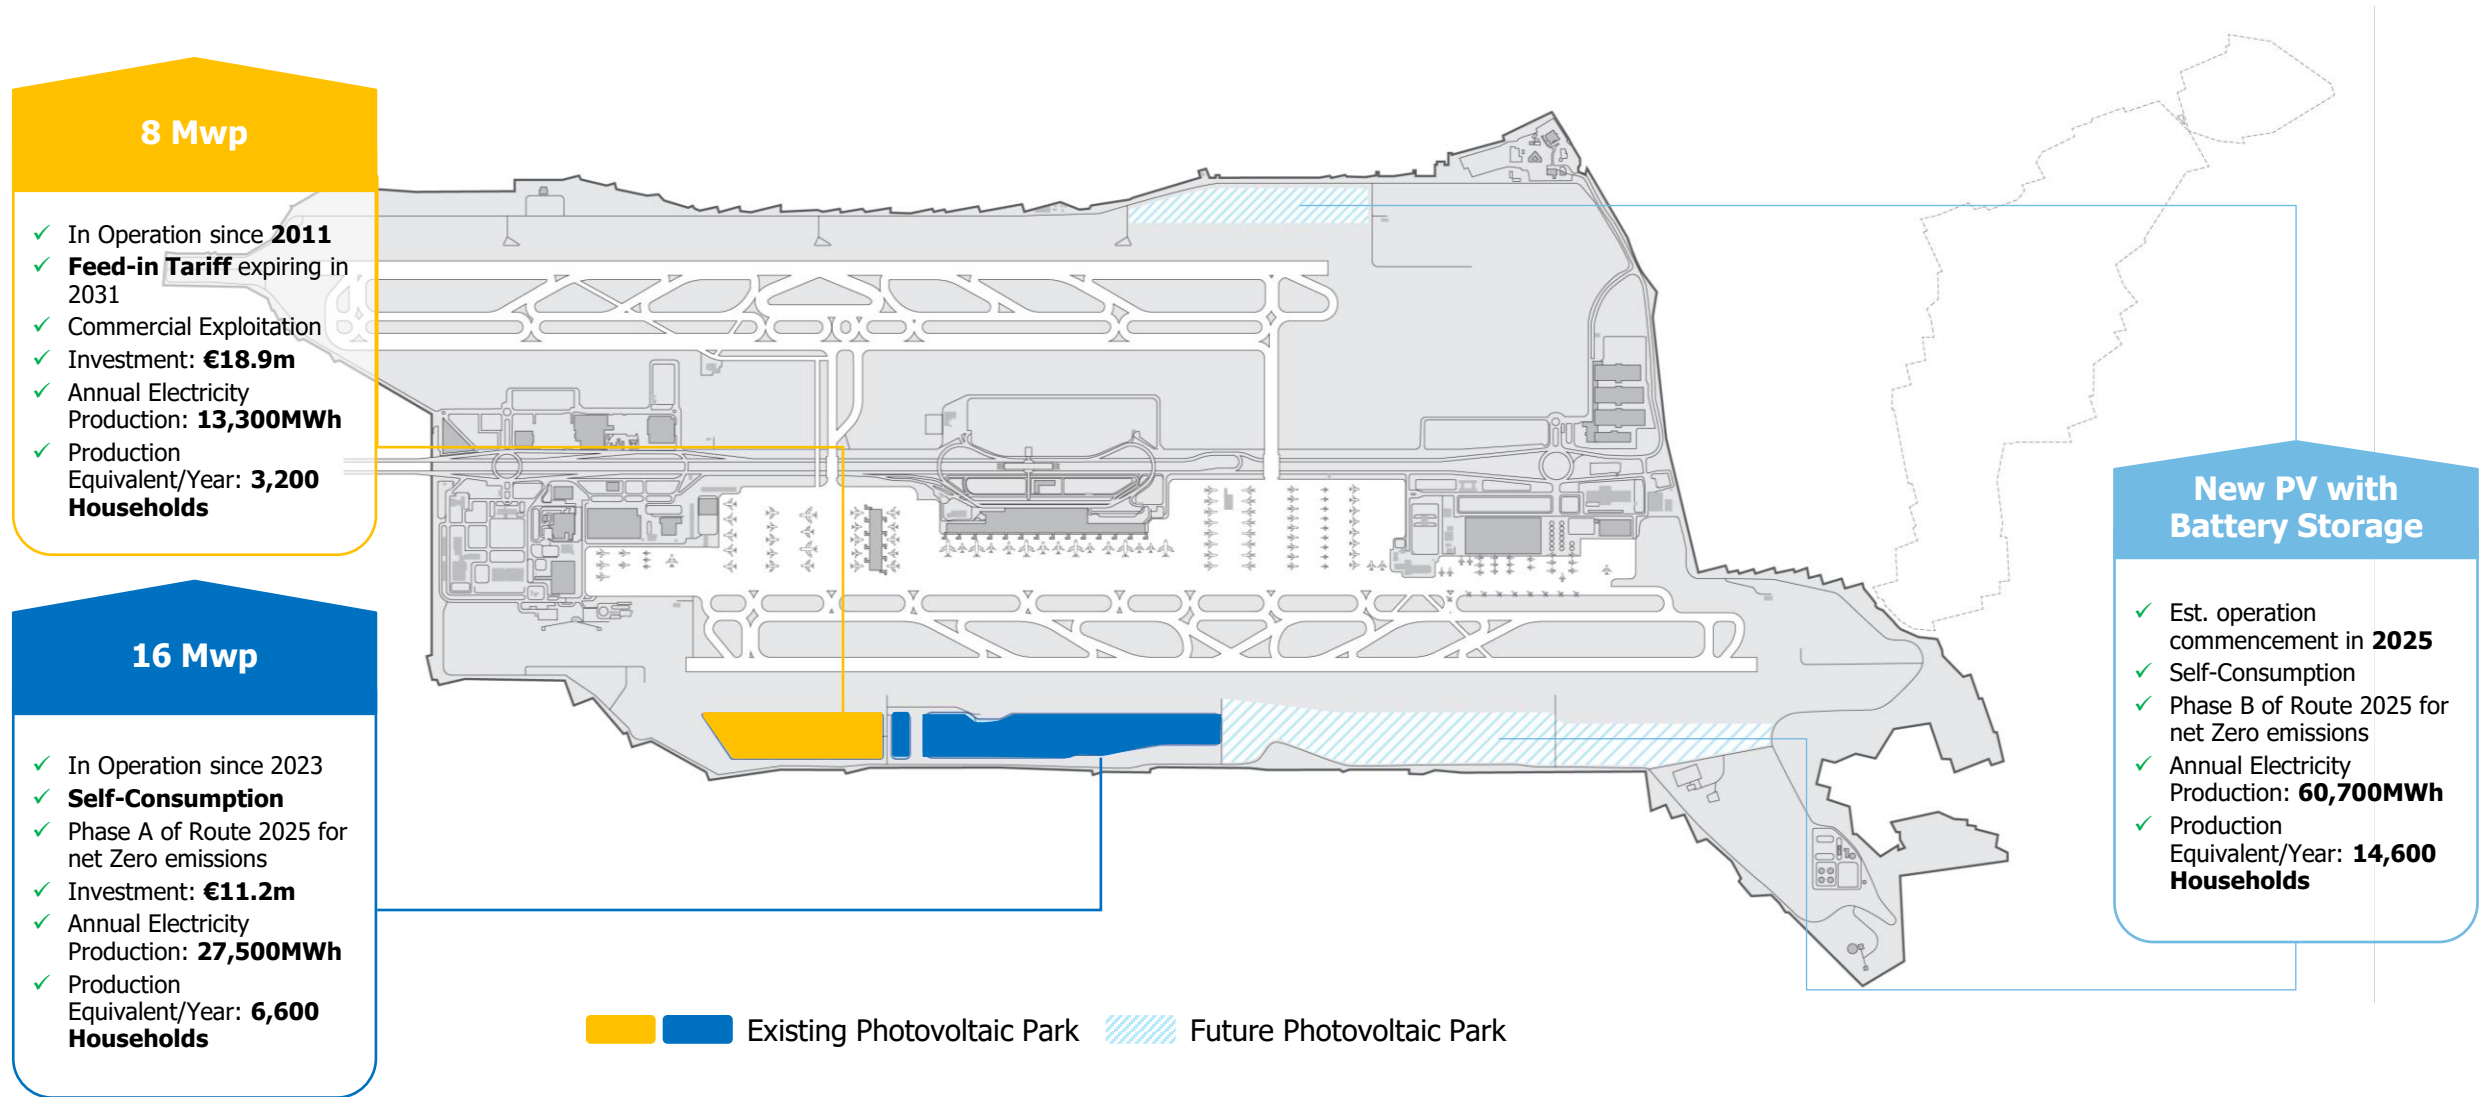 8 Mwp
In Operation since 2011
Feed-in Tariff expiring in
2031
Commercial Exploitation
Investment: €18.9m
Annual Electricity
Production: 13,300MWh
Production
Equivalent/Year: 3,200
Households
16 Mwp
In Operation since 2023
Self-Consumption
Phase A of Route 2025 for
net Zero emissions
Investment: €11.2m
Annual Electricity
Production: 27,500MWh
Production
Equivalent/Year: 6,600
Households
New PV with
Battery Storage
Est. operation
commencement in 2025
Self-Consumption
Phase B of Route 2025 for
net Zero emissions
Annual Electricity
Production: 60,700MWh
Production
Equivalent/Year: 14,600
Households
Existing Photovoltaic Park
Future Photovoltaic Park